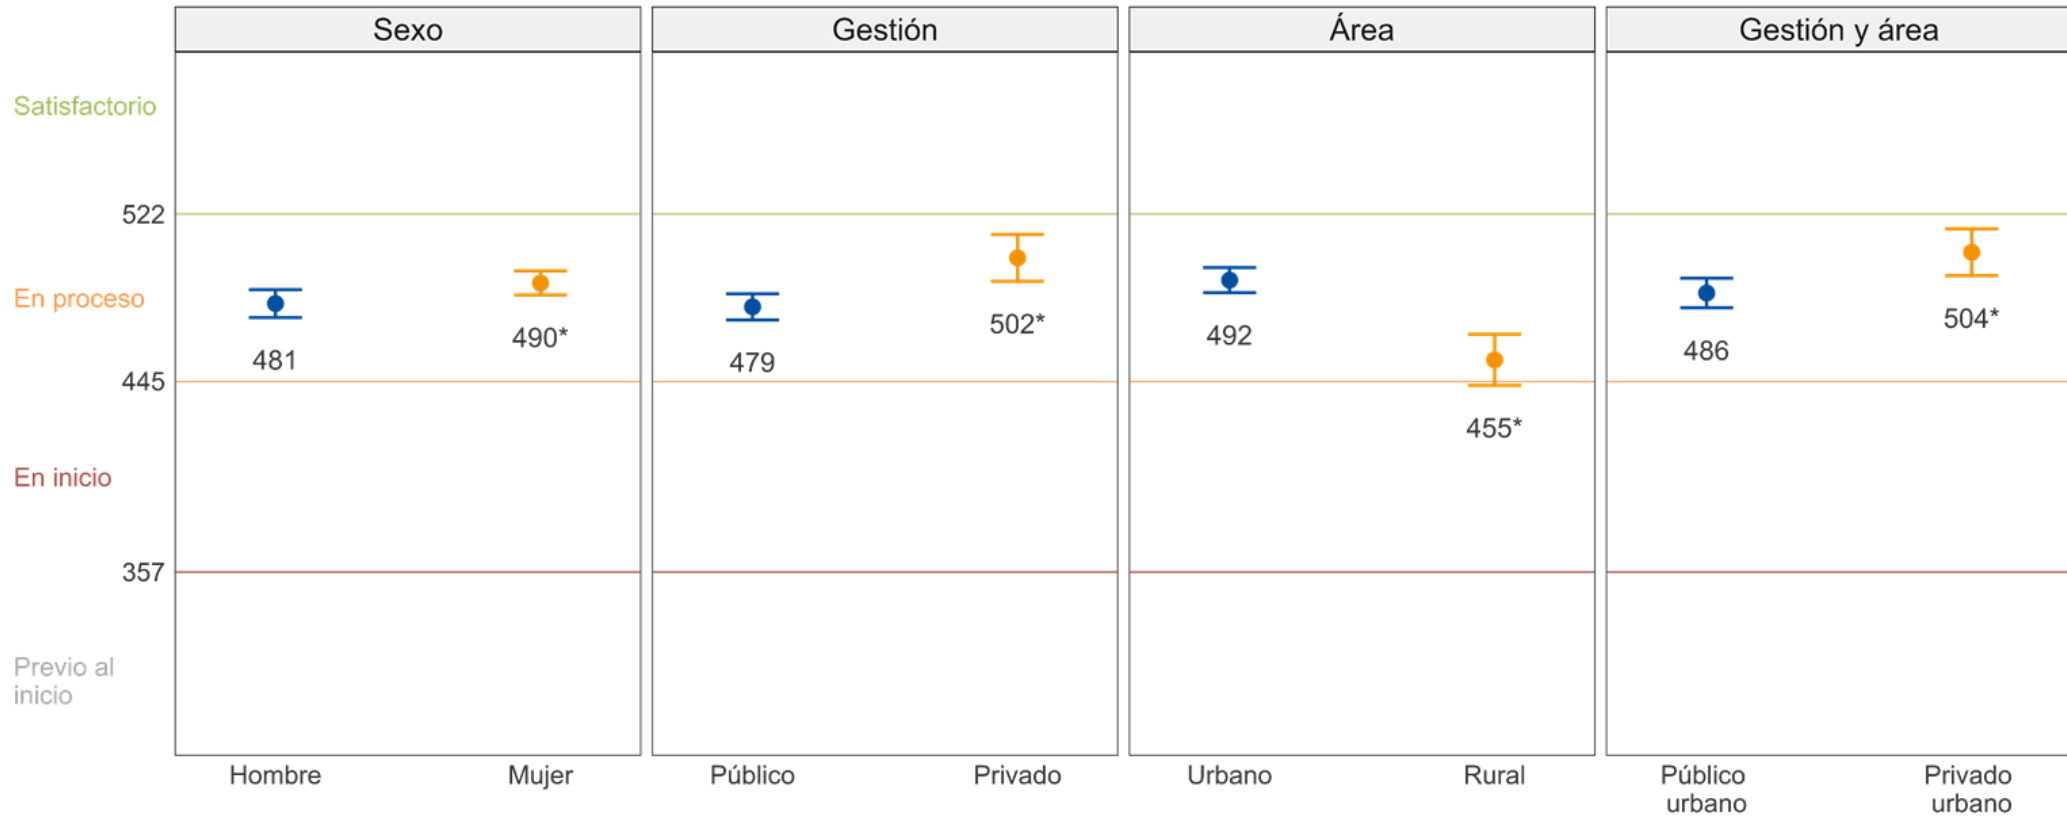 Sexo
Gestión
Área
Gestión y área
Satisfactorio
522
En proceso
445
En inicio
357
Previo al
inicio
481
490*
479
502*
492
455*
486
504*
Hombre
Mujer
Público
Privado
Urbano
Rural
Público
urbano
Privado
urbano